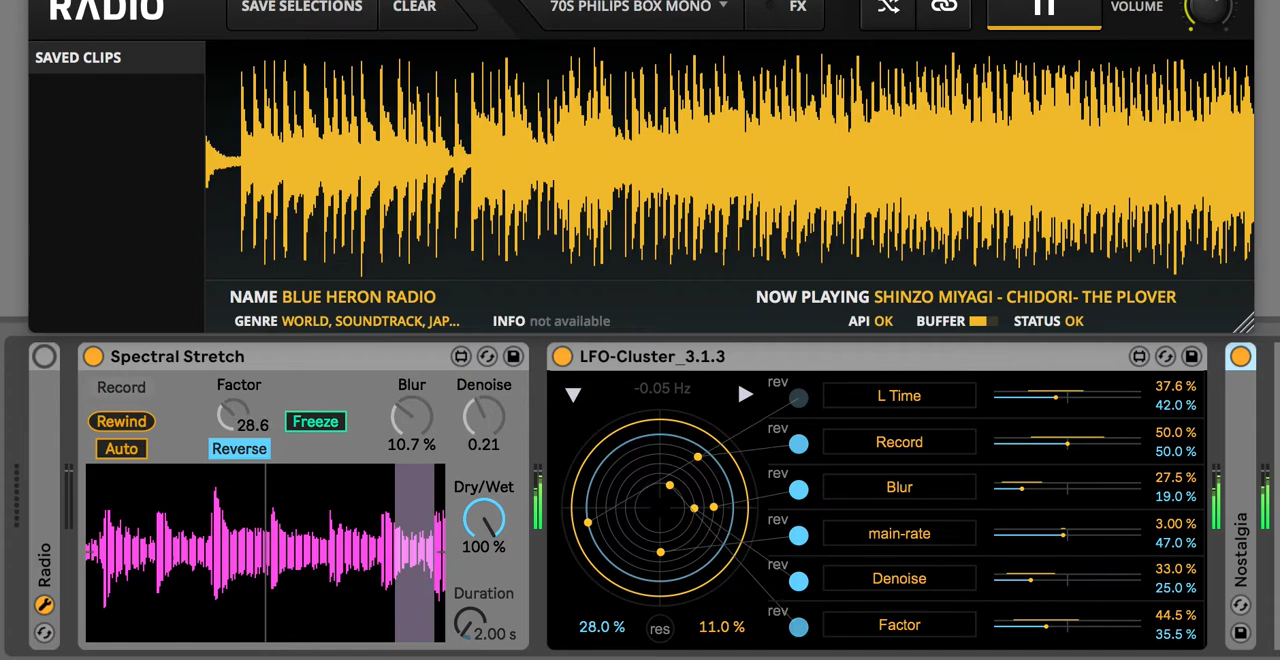 RADIO
SAVE SELECTIONS
CLEAR
70S PHILIPS BOX MONO
FX
VOLUME
SAVED CLIPS
NAME BLUE HERON RADIO
NOW PLAYING SHINZO MIYAGI - CHIDORI- THE PLOVER
GENRE WORLD, SOUNDTRACK, JAP...
INFO not available
API OK
BUFFER
STATUS OK
Radio
Spectral Stretch
Record
Factor
28.6
Rewind
Auto
Reverse
Freeze
Blur
10.7 %
Denoise
0.21
Dry/Wet
100 %
Duration
2.00 s
LFO-Cluster_3.1.3
-0.05 Hz
28.0 %
res
11.0 %
rev
L Time
37.6 %
42.0 %
rev
Record
50.0 %
50.0 %
rev
Blur
27.5 %
19.0 %
rev
main-rate
3.00 %
47.0 %
rev
Denoise
33.0 %
25.0 %
rev
Factor
44.5 %
35.5 %
Nostalgia